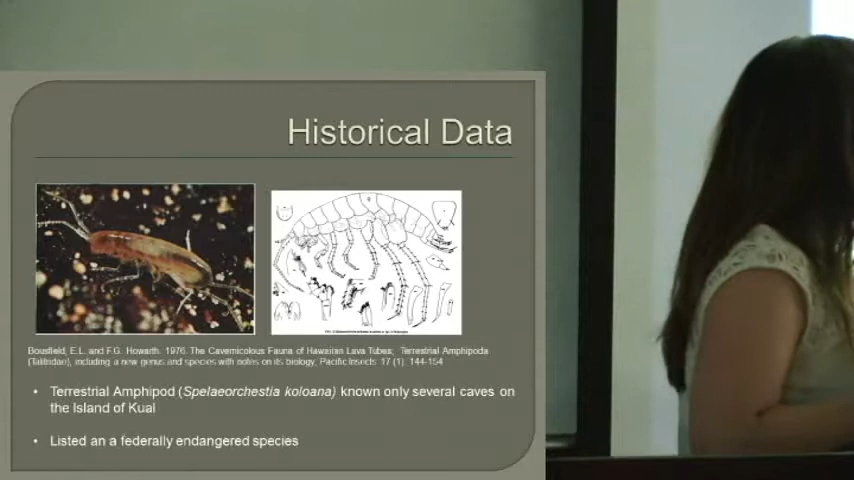 Historical Data
Bousfield, E.L. and F.G. Howarth. 1976. The Cavernicolous Fauna of Hawaiian Lava Tubes; Terrestrial Amphipoda
(Talitridae), including a new genus and species with notes on its biology, Pacific Insects. 17 (1): 144-154
• Terrestrial Amphipod (Spelaeorchestia koloana) known only several caves on
the Island of Kual
• Listed an a federally endangered species